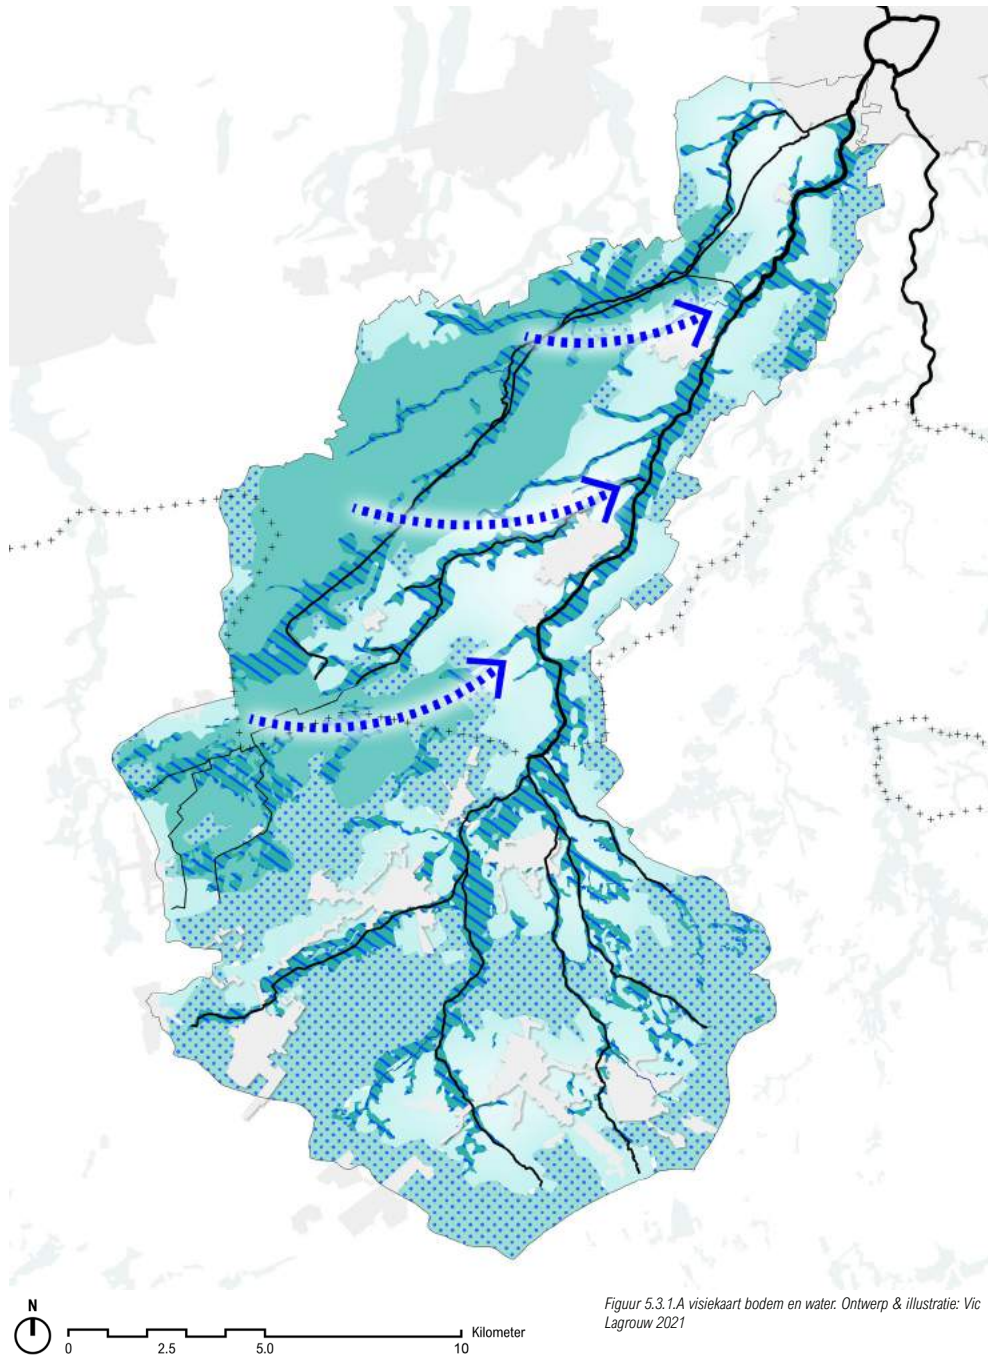 N
0 2.5 5.0 10 Kilometer
Figuur 5.3.1.A visiekaart bodem en water. Ontwerp & illustratie: Vic
Lagrouw 2021